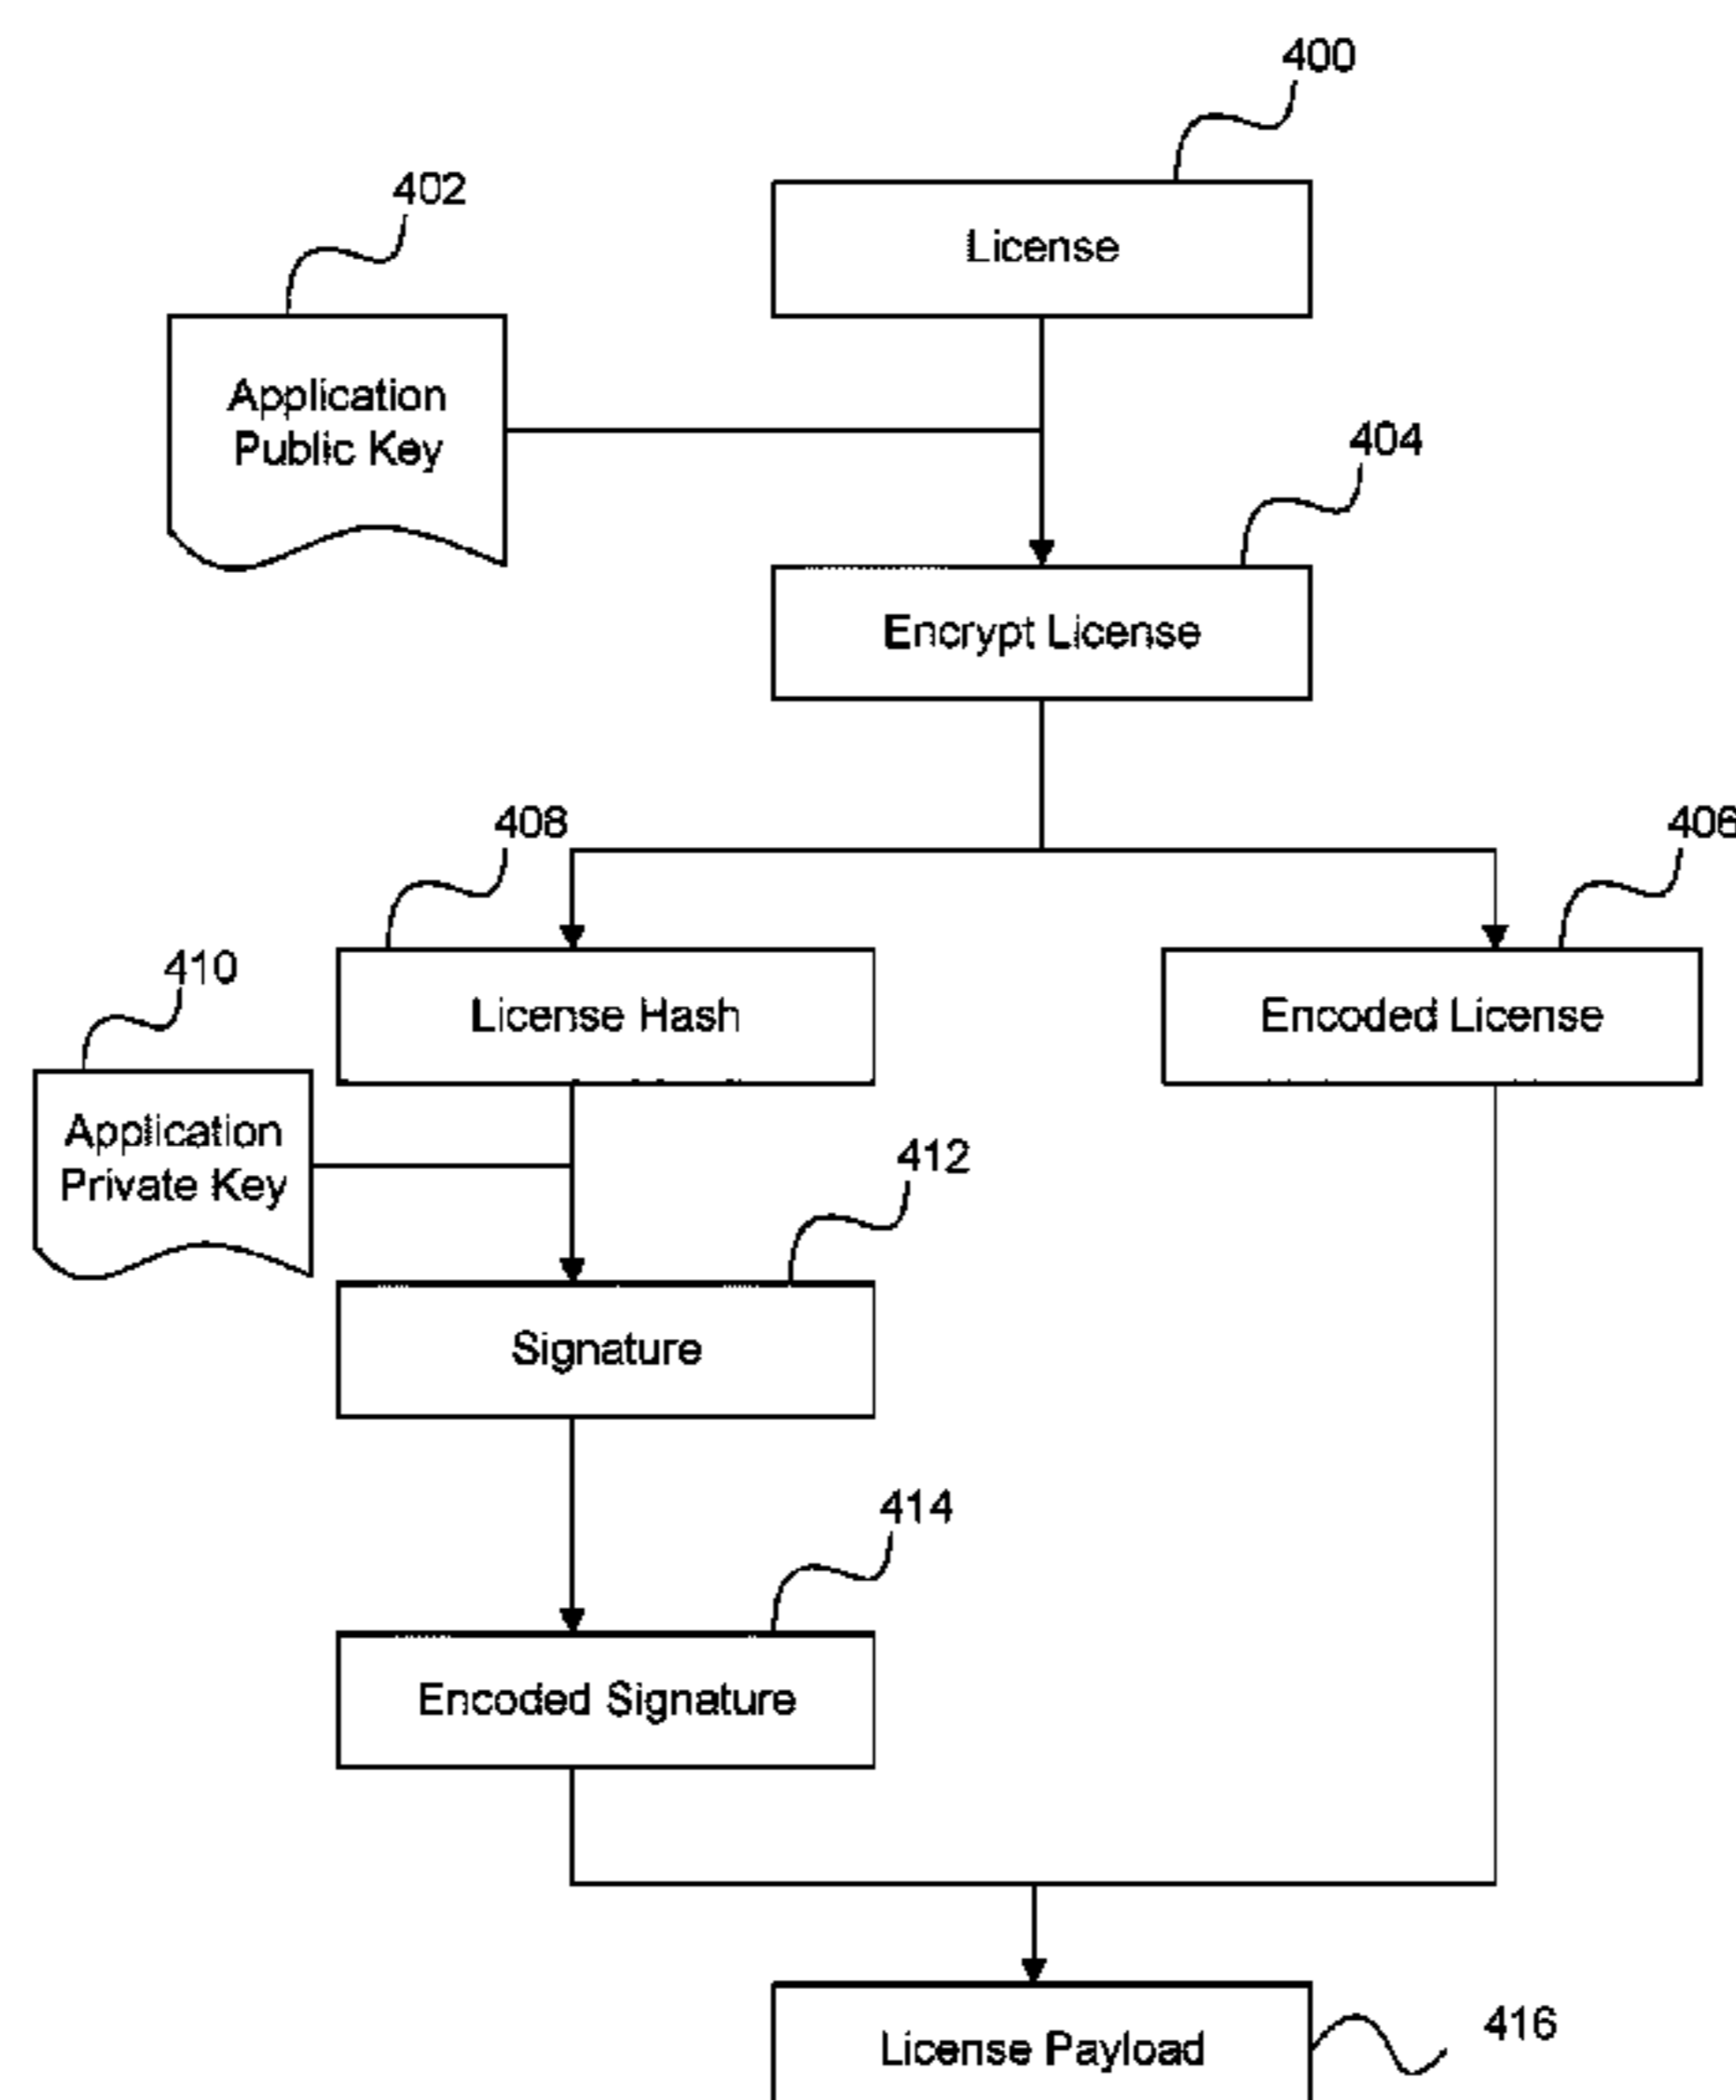 400
402
License
Application
Public Key
404
Encrypt License
408
406
License Hash
Encoded License
410
Application
Private Key
412
Signature
414
Encoded Signature
License Payload
416